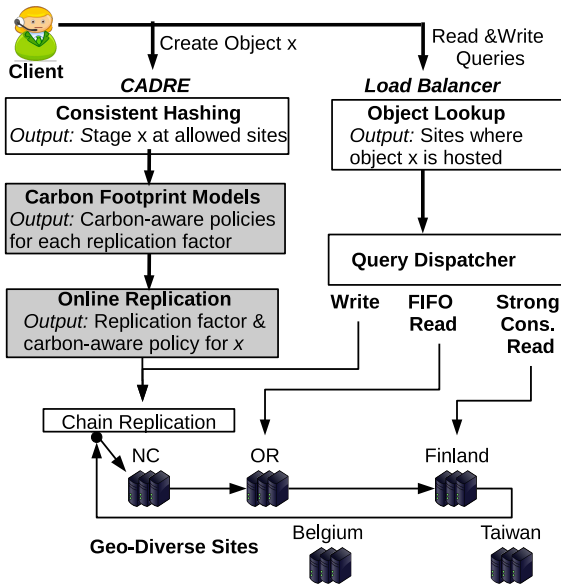 Client
Create Object x
Read &Write
Queries
CADRE
Load Balancer
Consistent Hashing
Output: Stage x at allowed sites
Object Lookup
Output: Sites where
object x is hosted
Carbon Footprint Models
Output: Carbon-aware policies
for each replication factor
Query Dispatcher
Online Replication
Output: Replication factor &
carbon-aware policy for x
Write
FIFO
Read
Strong
Cons.
Read
Chain Replication
NC
OR
Finland
Geo-Diverse Sites
Belgium
Taiwan